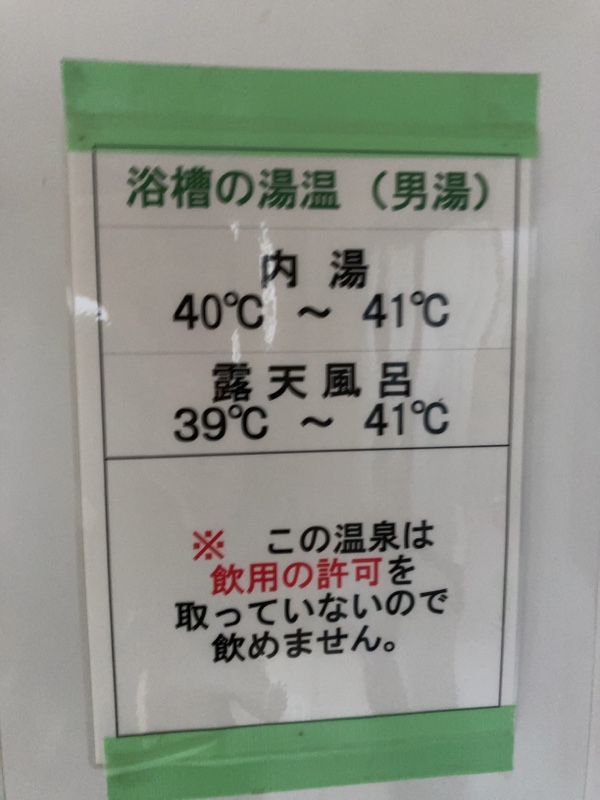 浴槽の湯温（男湯）
内 湯
40℃ ～ 41℃
露天風呂
39℃ ～ 41℃
※ この温泉は
飲用の許可を
取っていないので
飲めません。